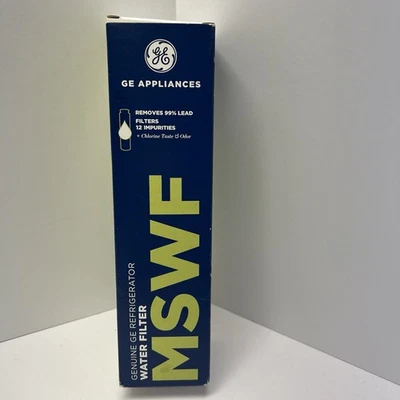 GE
GE APPLIANCES
REMOVES 99% LEAD
FILTERS
12 IMPURITIES
+ Chlorine Taste & Odor
GENUINE GE REFRIGERATOR
WATER FILTER
MSWF